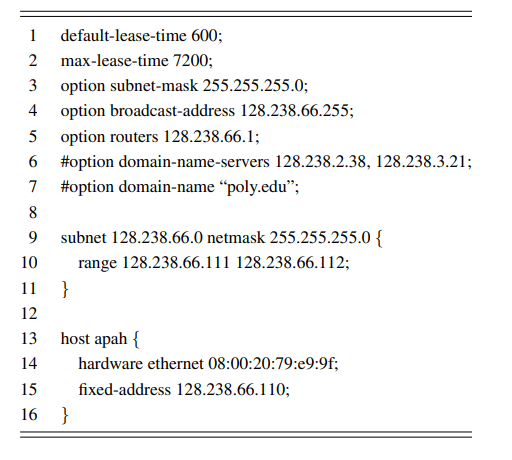 1 default-lease-time 600;
2 max-lease-time 7200;
3 option subnet-mask 255.255.255.0;
4 option broadcast-address 128.238.66.255;
5 option routers 128.238.66.1;
6 #option domain-name-servers 128.238.2.38, 128.238.3.21;
7 #option domain-name “poly.edu”;
8
9 subnet 128.238.66.0 netmask 255.255.255.0 {
10 range 128.238.66.111 128.238.66.112;
11 }
12
13 host apah {
14 hardware ethernet 08:00:20:79:e9:9f;
15 fixed-address 128.238.66.110;
16 }